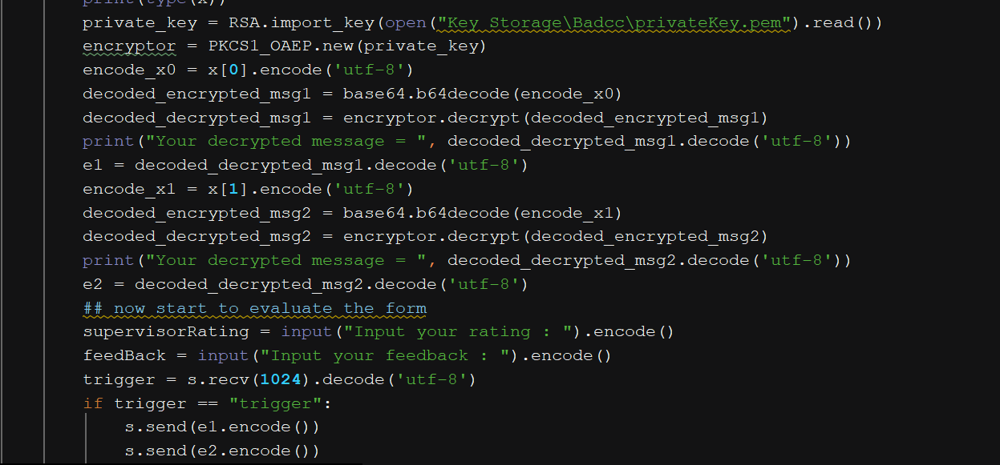 print(type(x))
private_key = RSA.import_key(open("Key Storage\Badcc\privateKey.pem").read())
encryptor = PKCS1_OAEP.new(private_key)
encode_x0 = x[0].encode('utf-8')
decoded_encrypted_msg1 = base64.b64decode(encode_x0)
decoded_decrypted_msg1 = encryptor.decrypt(decoded_encrypted_msg1)
print("Your decrypted message = ", decoded_decrypted_msg1.decode('utf-8'))
e1 = decoded_decrypted_msg1.decode('utf-8')
encode_x1 = x[1].encode('utf-8')
decoded_encrypted_msg2 = base64.b64decode(encode_x1)
decoded_decrypted_msg2 = encryptor.decrypt(decoded_encrypted_msg2)
print("Your decrypted message = ", decoded_decrypted_msg2.decode('utf-8'))
e2 = decoded_decrypted_msg2.decode('utf-8')
## now start to evaluate the form
supervisorRating = input("Input your rating : ").encode()
feedBack = input("Input your feedback : ").encode()
trigger = s.recv(1024).decode('utf-8')
if trigger == "trigger":
    s.send(e1.encode())
    s.send(e2.encode())